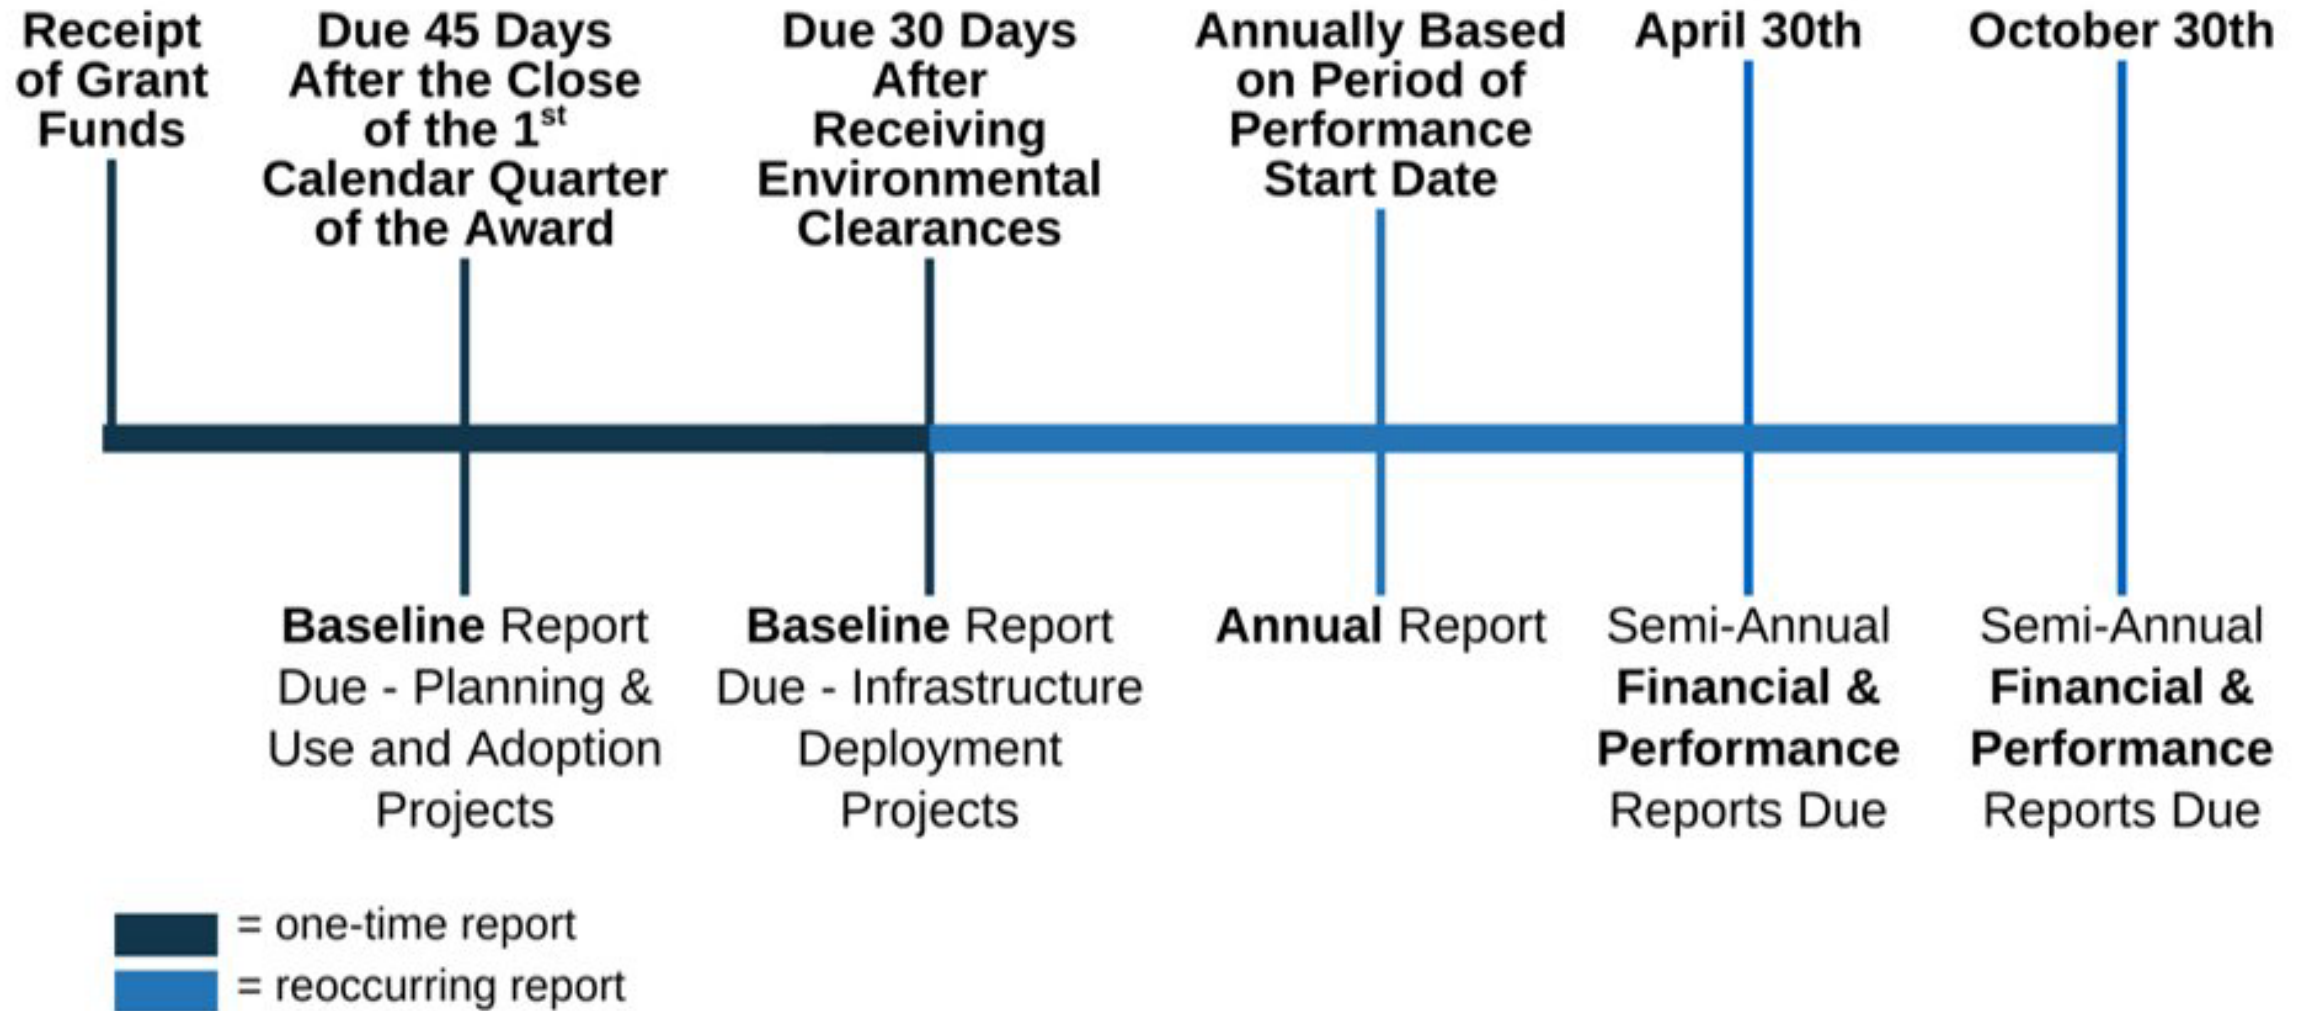 Receipt
of Grant
Funds
Due 45 Days
After the Close
of the 1st
Calendar Quarter
of the Award
Due 30 Days
After
Receiving
Environmental
Clearances
Annually Based
on Period of
Performance
Start Date
April 30th
October 30th
Baseline Report
Due - Planning &
Use and Adoption
Projects
Baseline Report
Due - Infrastructure
Deployment
Projects
Annual Report
Semi-Annual
Financial &
Performance
Reports Due
Semi-Annual
Financial &
Performance
Reports Due
= one-time report
= reoccurring report